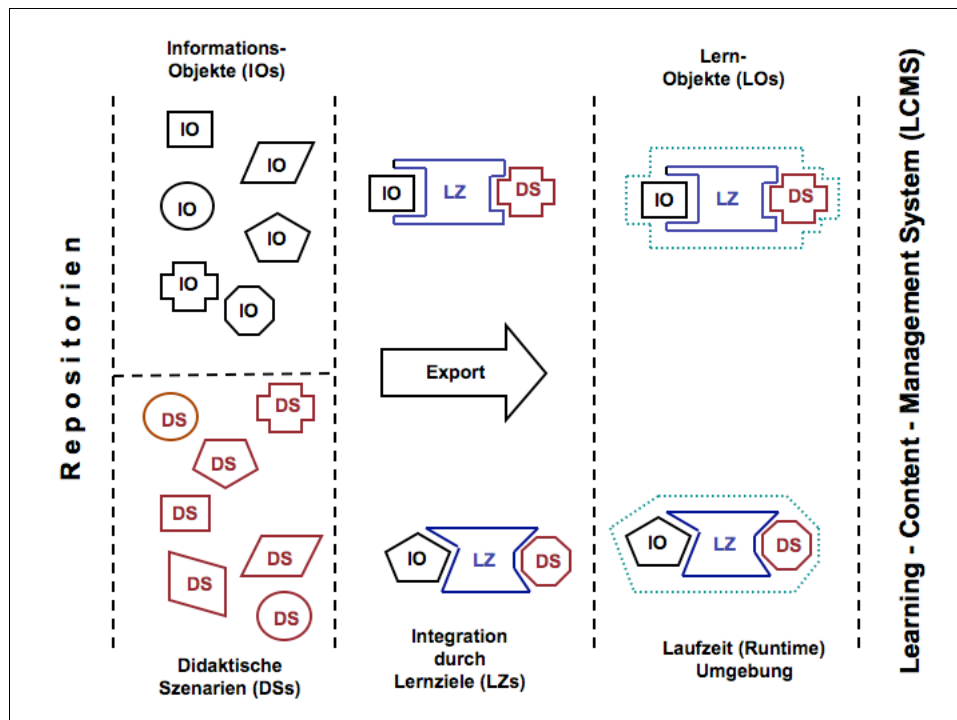 Repositorien
Informations-
Objekte (IOs)
IO
IO
IO
IO
IO
IO
DS
DS
DS
DS
DS
DS
DS
Didaktische
Szenarien (DSs)
IO LZ DS
Export
IO LZ DS
Integration
durch
Lernziele (LZs)
Lern-
Objekte (LOs)
IO LZ DS
IO LZ DS
Laufzeit (Runtime)
Umgebung
Learning - Content - Management System (LCMS)